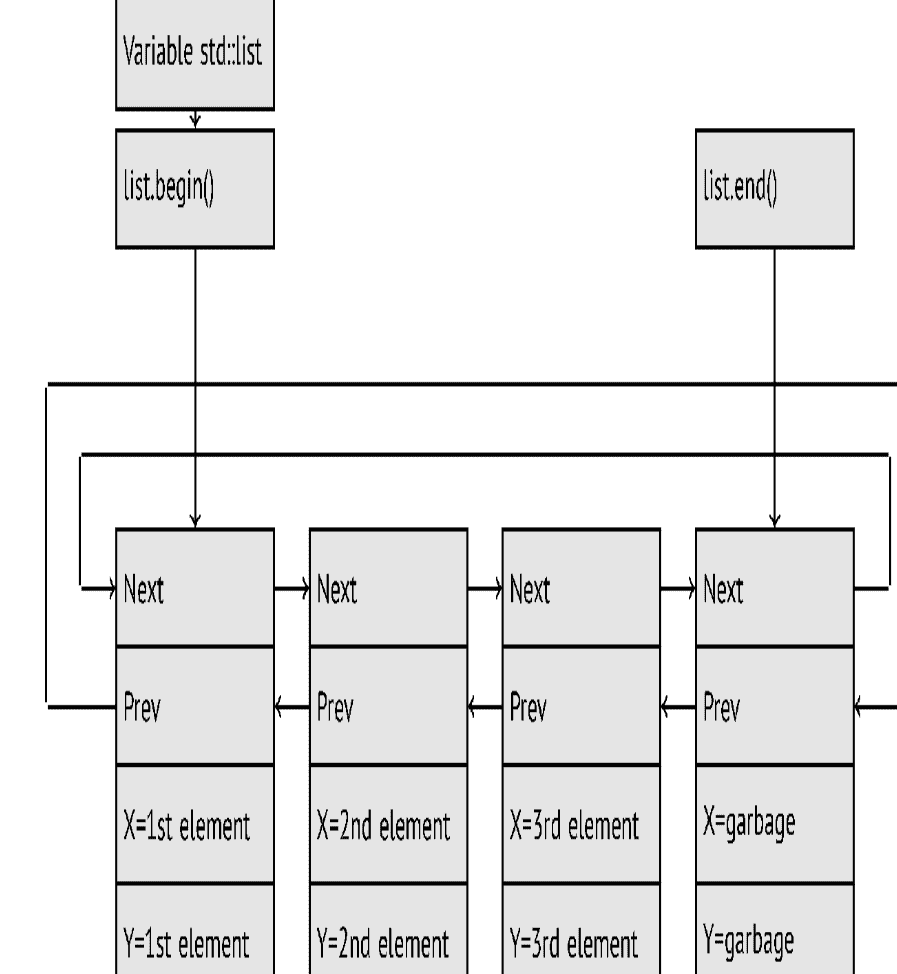 Variable std::list
list.begin()
list.end()
Next
Next
Next
Next
Prev
Prev
Prev
Prev
X=1st element
X=2nd element
X=3rd element
X=garbage
Y=1st element
Y=2nd element
Y=3rd element
Y=garbage